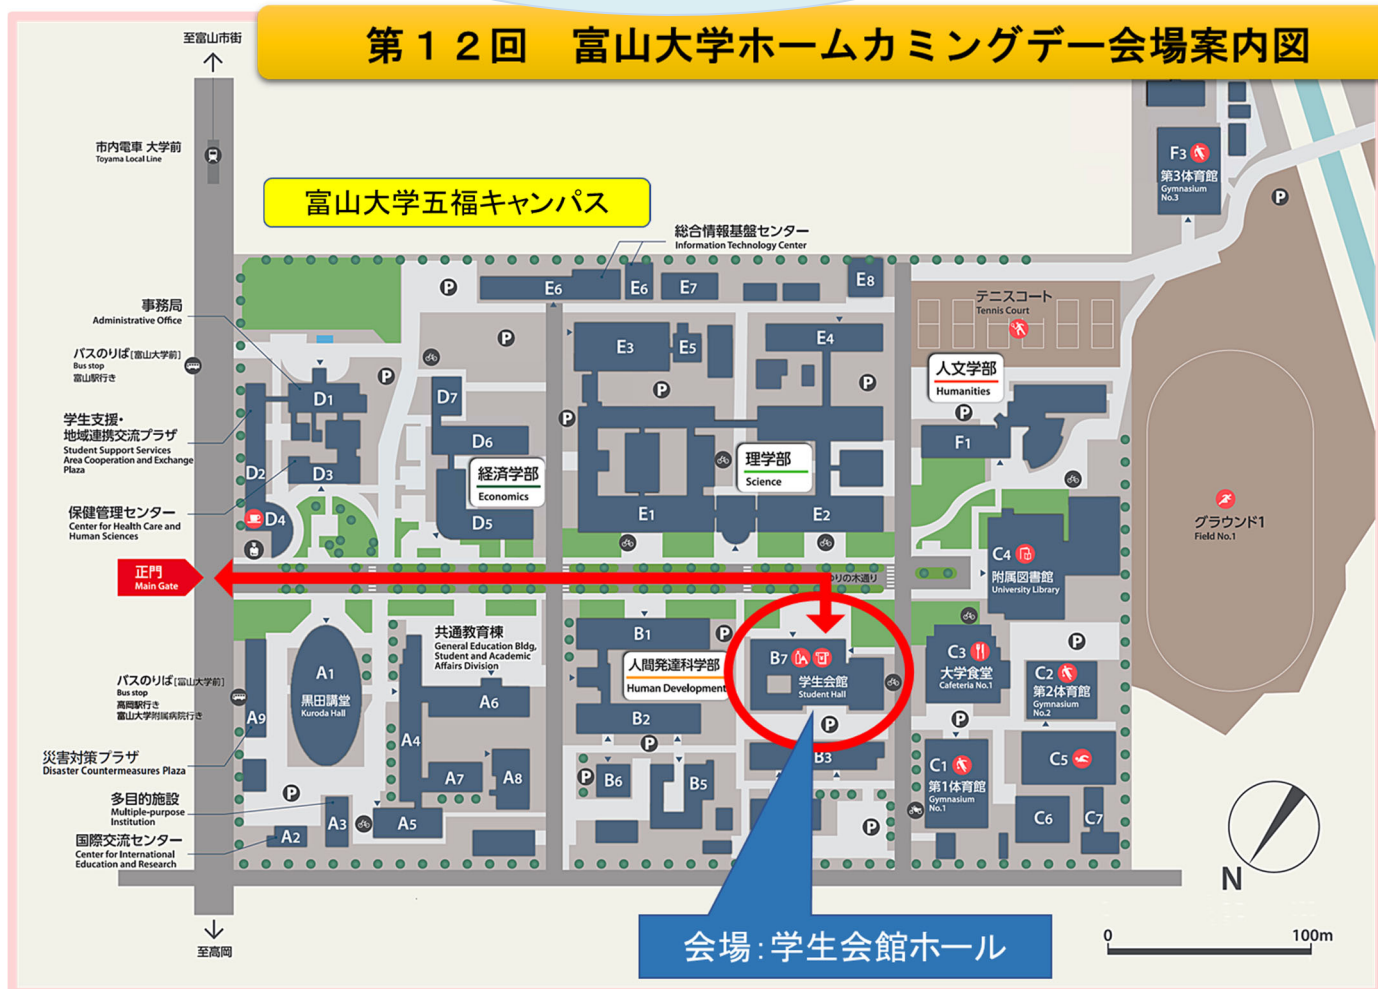 第１２回　富山大学ホームカミングデー会場案内図
至富山市街
市内電車 大学前
Toyama Local Line
富山大学五福キャンパス
総合情報基盤センター
Information Technology Center
F3
第3体育館
Gymnasium
No.3
P
E6
E6
E7
E8
P
テニスコート
Tennis Court
事務局
Administrative Office
バスのりば[富山大学前]
Bus stop
富山駅行き
P
E3
E5
E4
人文学部
Humanities
D1
P
D7
P
P
P
P
学生支援・
地域連携交流プラザ
Student Support Services
Area Cooperation and Exchange
Plaza
D6
F1
D2
D3
経済学部
Economics
理学部
Science
保健管理センター
Center for Health Care and
Human Sciences
D4
D5
E1
E2
グラウンド1
Field No.1
C4
附属図書館
University Library
正門
Main Gate
りの木通り
共通教育棟
General Education Bldg,
Student and Academic
Affairs Division
B1
P
人間発達科学部
Human Development
B7
学生会館
Student Hall
C3
大学食堂
Cafeteria No.1
P
C2
第2体育館
Gymnasium
No.2
A1
黒田講堂
Kuroda Hall
バスのりば[富山大学前]
Bus stop
高岡駅行き
富山大学附属病院行き
A9
A6
A4
B2
P
P
P
災害対策プラザ
Disaster Countermeasures Plaza
B3
C1
第1体育館
Gymnasium
No.1
C5
A7
A8
B6
B5
P
多目的施設
Multiple-purpose
Institution
A3
A5
P
C6
C7
国際交流センター
Center for International
Education and Research
A2
N
至高岡
会場：学生会館ホール
0
100m